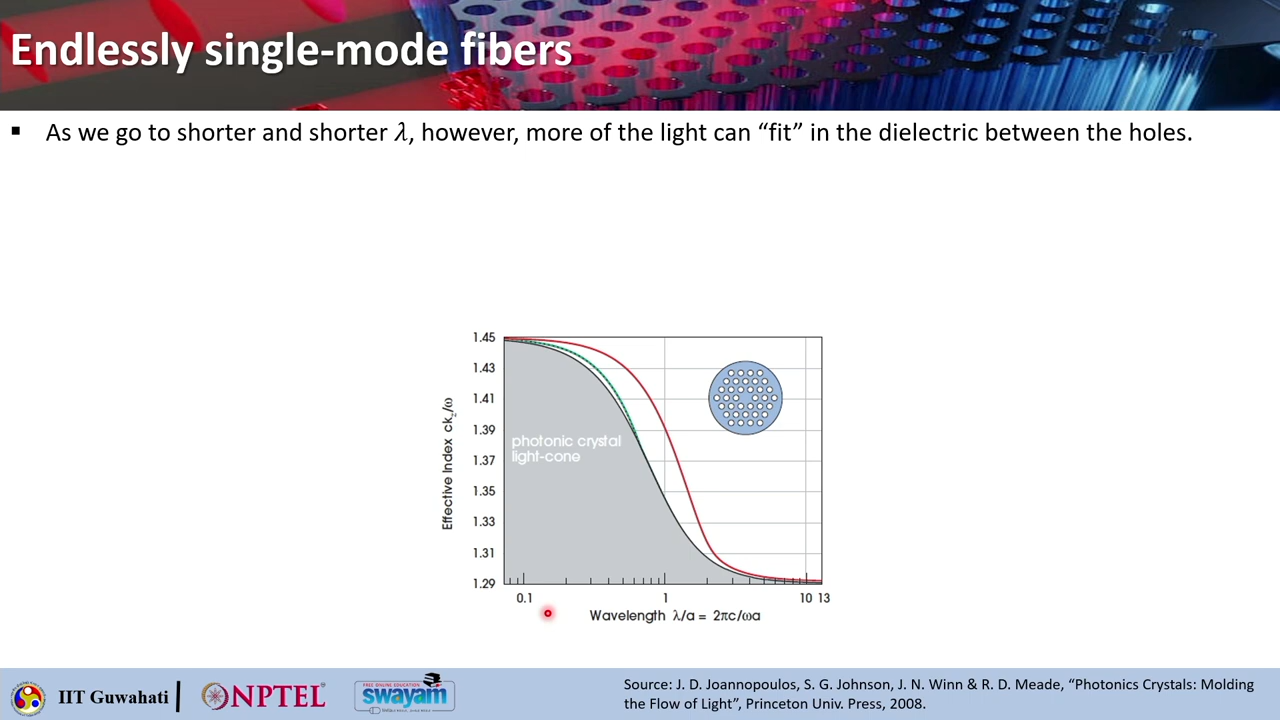 Endlessly single-mode fibers
▪ As we go to shorter and shorter λ, however, more of the light can “fit” in the dielectric between the holes.
1.45
1.43
1.41
1.39
1.37
1.35
1.33
1.31
1.29
Effective Index ck_z/ω
photonic crystal
light-cone
0.1 1 10 13
Wavelength λ/a = 2πc/ωa
IIT Guwahati
NPTEL
FREE ONLINE EDUCATION
swayam
Source: J. D. Joannopoulos, S. G. Johnson, J. N. Winn & R. D. Meade, “Photonics Crystals: Molding
the Flow of Light”, Princeton Univ. Press, 2008.